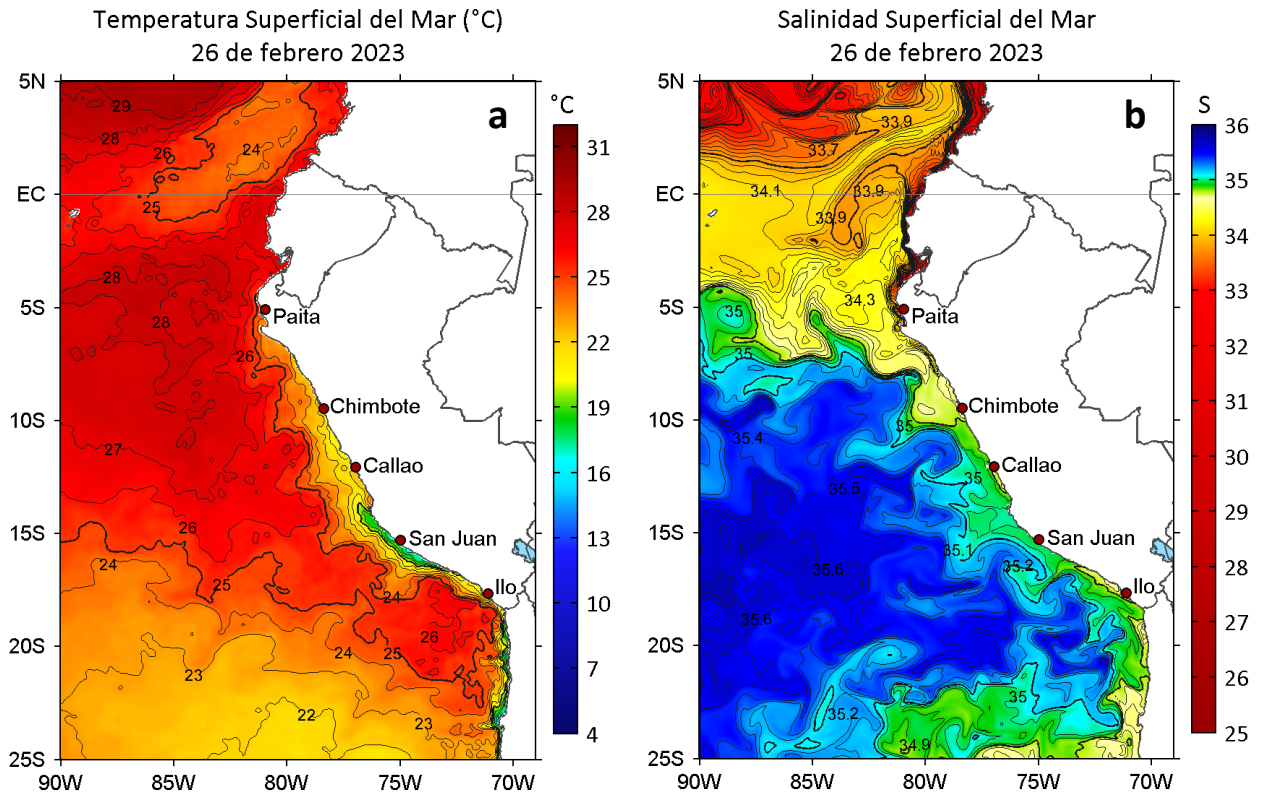 Temperatura Superficial del Mar (°C)
26 de febrero 2023
5N
EC
5S
10S
15S
20S
25S
90W
85W
80W
75W
70W
a
29
28
26
24
25
28
28
26
27
26
24
25
24
26
25
24
23
22
23
Paita
Chimbote
Callao
San Juan
Ilo
°C
31
28
25
22
19
16
13
10
7
4
Salinidad Superficial del Mar
26 de febrero 2023
5N
EC
5S
10S
15S
20S
25S
90W
85W
80W
75W
70W
b
33.9
33.7
34.1
33.9
33.9
34.3
35
35
35.4
35
35.5
35
35.1
35.2
35.6
35.6
35
35.2
34.9
Paita
Chimbote
Callao
San Juan
Ilo
S
36
35
34
33
32
31
30
29
28
27
26
25